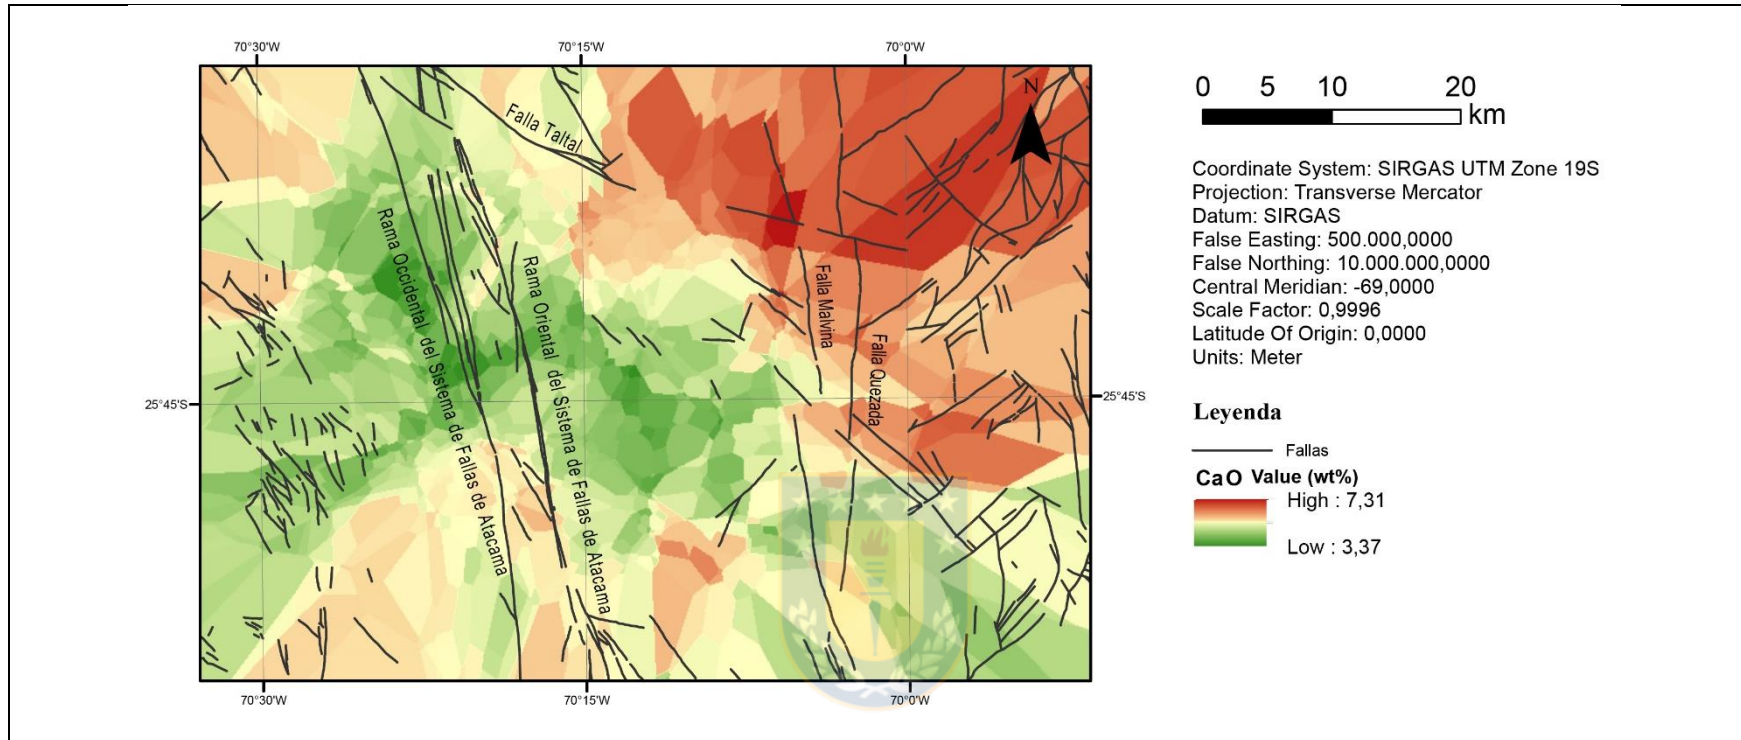 70°30'W
70°15'W
70°0'W
N
Falla Taltal
Rama Occidental del Sistema de Fallas de Atacama
Rama Oriental del Sistema de Fallas de Atacama
Falla Malvina
Falla Quezada
25°45'S
25°45'S
70°30'W
70°15'W
70°0'W
0 5 10 20
km
Coordinate System: SIRGAS UTM Zone 19S
Projection: Transverse Mercator
Datum: SIRGAS
False Easting: 500.000,0000
False Northing: 10.000.000,0000
Central Meridian: -69,0000
Scale Factor: 0,9996
Latitude Of Origin: 0,0000
Units: Meter
Leyenda
Fallas
CaO Value (wt%)
High : 7,31
Low : 3,37